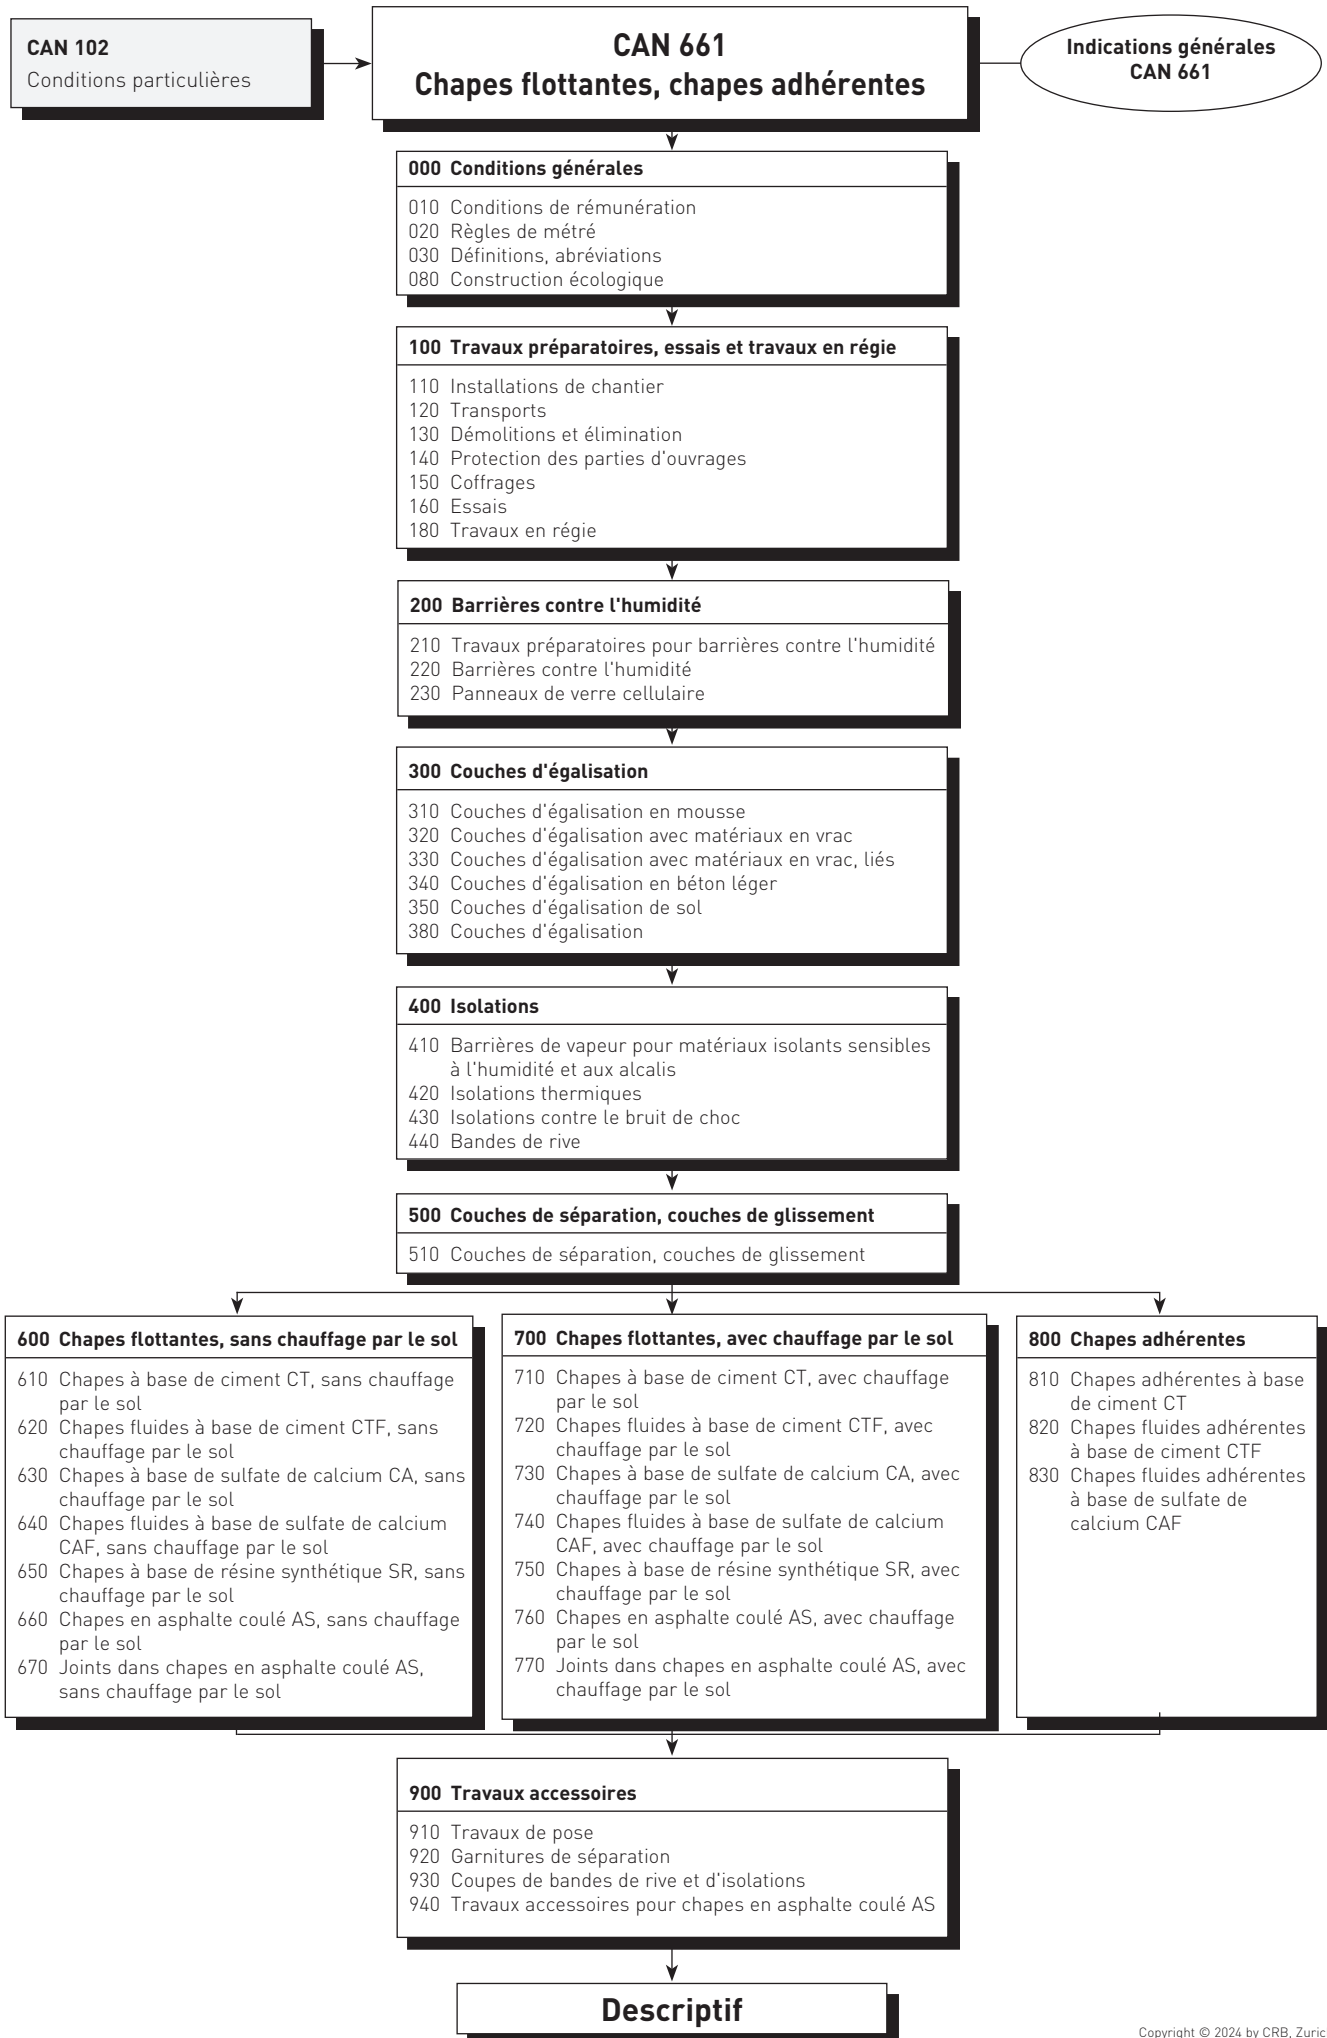 CAN 102
Conditions particulières
CAN 661
Chapes flottantes, chapes adhérentes
Indications générales
CAN 661
000 Conditions générales
010 Conditions de rémunération
020 Règles de métré
030 Définitions, abréviations
080 Construction écologique
100 Travaux préparatoires, essais et travaux en régie
110 Installations de chantier
120 Transports
130 Démolitions et élimination
140 Protection des parties d'ouvrages
150 Coffrages
160 Essais
180 Travaux en régie
200 Barrières contre l'humidité
210 Travaux préparatoires pour barrières contre l'humidité
220 Barrières contre l'humidité
230 Panneaux de verre cellulaire
300 Couches d'égalisation
310 Couches d'égalisation en mousse
320 Couches d'égalisation avec matériaux en vrac
330 Couches d'égalisation avec matériaux en vrac, liés
340 Couches d'égalisation en béton léger
350 Couches d'égalisation de sol
380 Couches d'égalisation
400 Isolations
410 Barrières de vapeur pour matériaux isolants sensibles
à l'humidité et aux alcalis
420 Isolations thermiques
430 Isolations contre le bruit de choc
440 Bandes de rive
500 Couches de séparation, couches de glissement
510 Couches de séparation, couches de glissement
600 Chapes flottantes, sans chauffage par le sol
610 Chapes à base de ciment CT, sans chauffage
par le sol
620 Chapes fluides à base de ciment CTF, sans
chauffage par le sol
630 Chapes à base de sulfate de calcium CA, sans
chauffage par le sol
640 Chapes fluides à base de sulfate de calcium
CAF, sans chauffage par le sol
650 Chapes à base de résine synthétique SR, sans
chauffage par le sol
660 Chapes en asphalte coulé AS, sans chauffage
par le sol
670 Joints dans chapes en asphalte coulé AS,
sans chauffage par le sol
700 Chapes flottantes, avec chauffage par le sol
710 Chapes à base de ciment CT, avec chauffage
par le sol
720 Chapes fluides à base de ciment CTF, avec
chauffage par le sol
730 Chapes à base de sulfate de calcium CA, avec
chauffage par le sol
740 Chapes fluides à base de sulfate de calcium
CAF, avec chauffage par le sol
750 Chapes à base de résine synthétique SR, avec
chauffage par le sol
760 Chapes en asphalte coulé AS, avec chauffage
par le sol
770 Joints dans chapes en asphalte coulé AS, avec
chauffage par le sol
800 Chapes adhérentes
810 Chapes adhérentes à base
de ciment CT
820 Chapes fluides adhérentes
à base de ciment CTF
830 Chapes fluides adhérentes
à base de sulfate de
calcium CAF
900 Travaux accessoires
910 Travaux de pose
920 Garnitures de séparation
930 Coupes de bandes de rive et d'isolations
940 Travaux accessoires pour chapes en asphalte coulé AS
Descriptif
Copyright © 2024 by CRB, Zuric